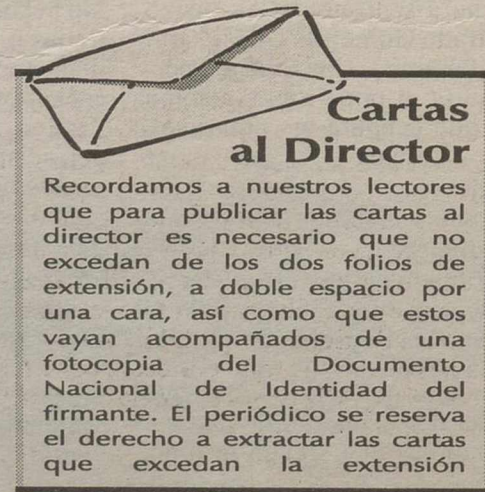 Cartas
al Director
Recordamos a nuestros lectores
que para publicar las cartas al
director es necesario que no
excedan de los dos folios de
extensión, a doble espacio por
una cara, así como que estos
vayan acompañados de una
fotocopia del Documento
Nacional de Identidad del
firmante. El periódico se reserva
el derecho a extractar las cartas
que excedan la extensión